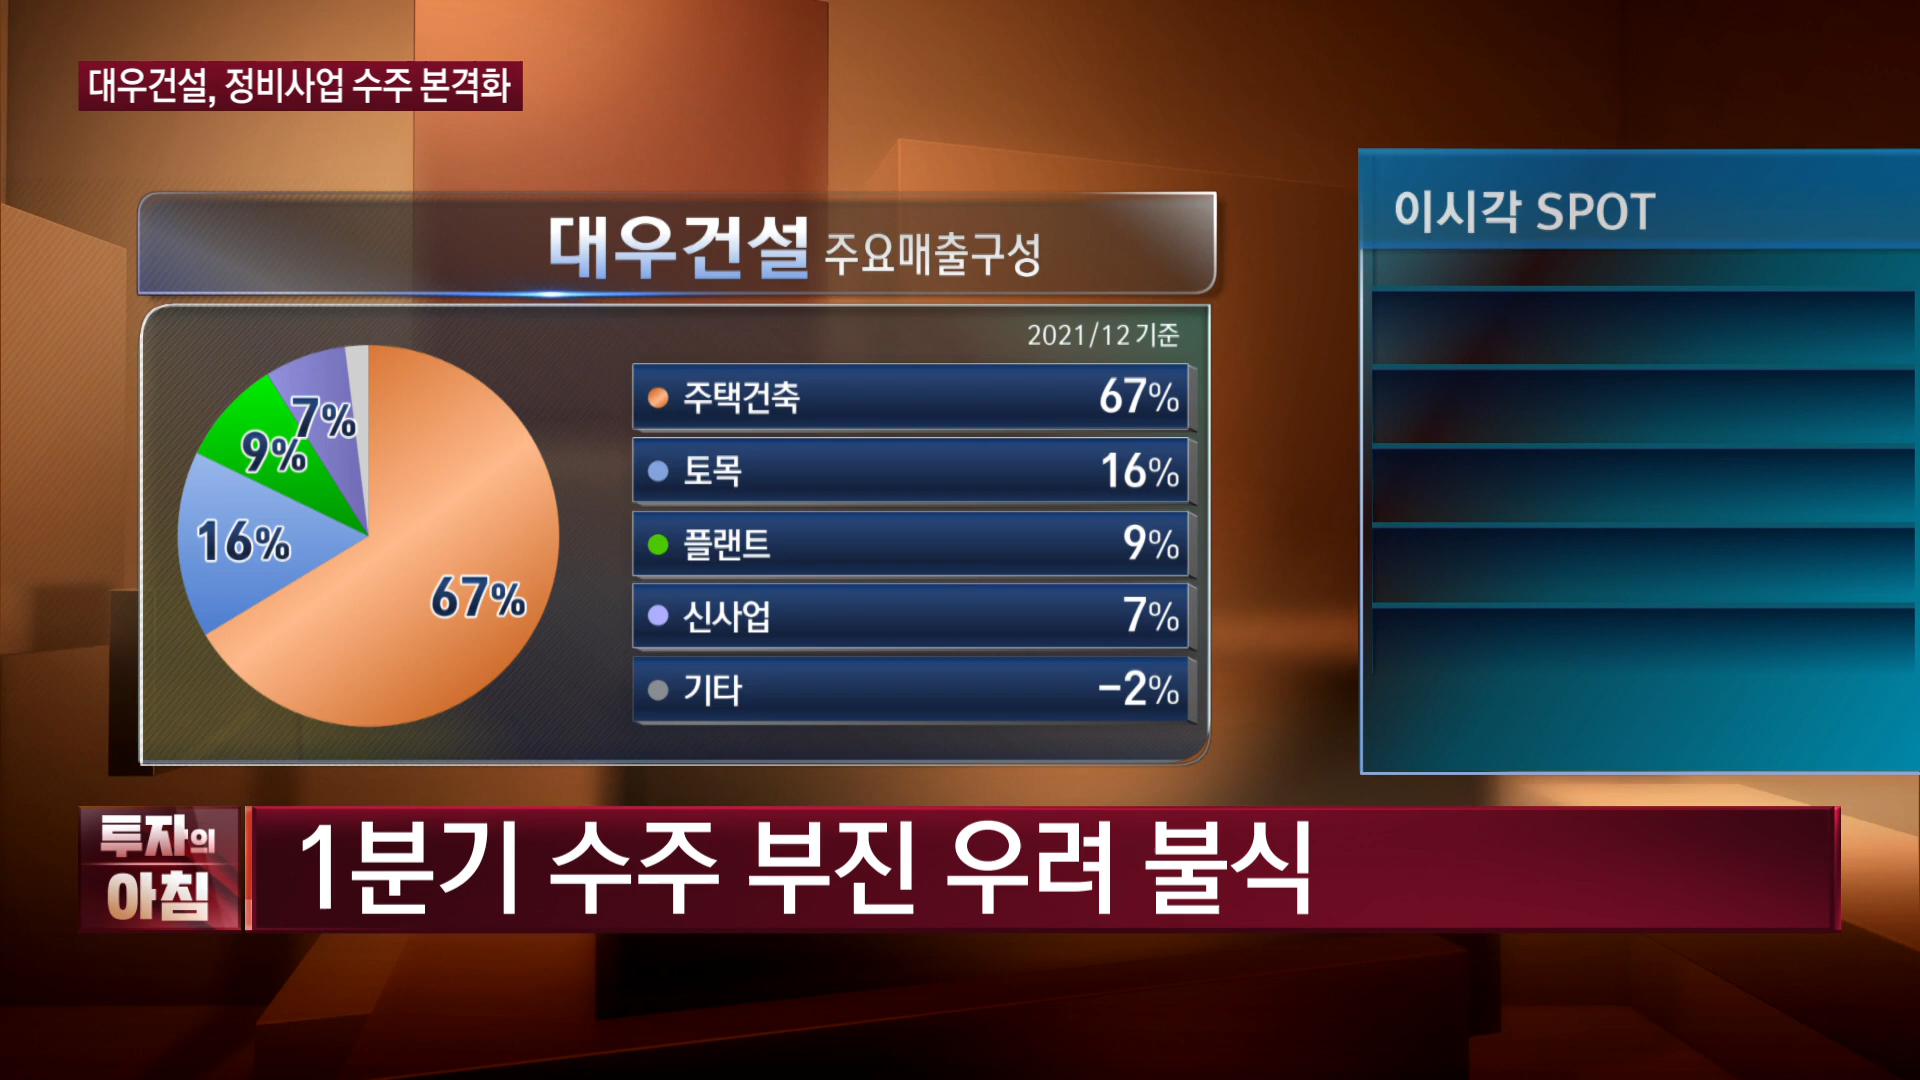 대우건설, 정비사업 수주 본격화
대우건설 주요매출구성
이시각 SPOT
2021/12 기준
7%
9%
16%
67%
주택건축 67%
토목 16%
플랜트 9%
신사업 7%
기타 -2%
투자의
아침
1분기 수주 부진 우려 불식